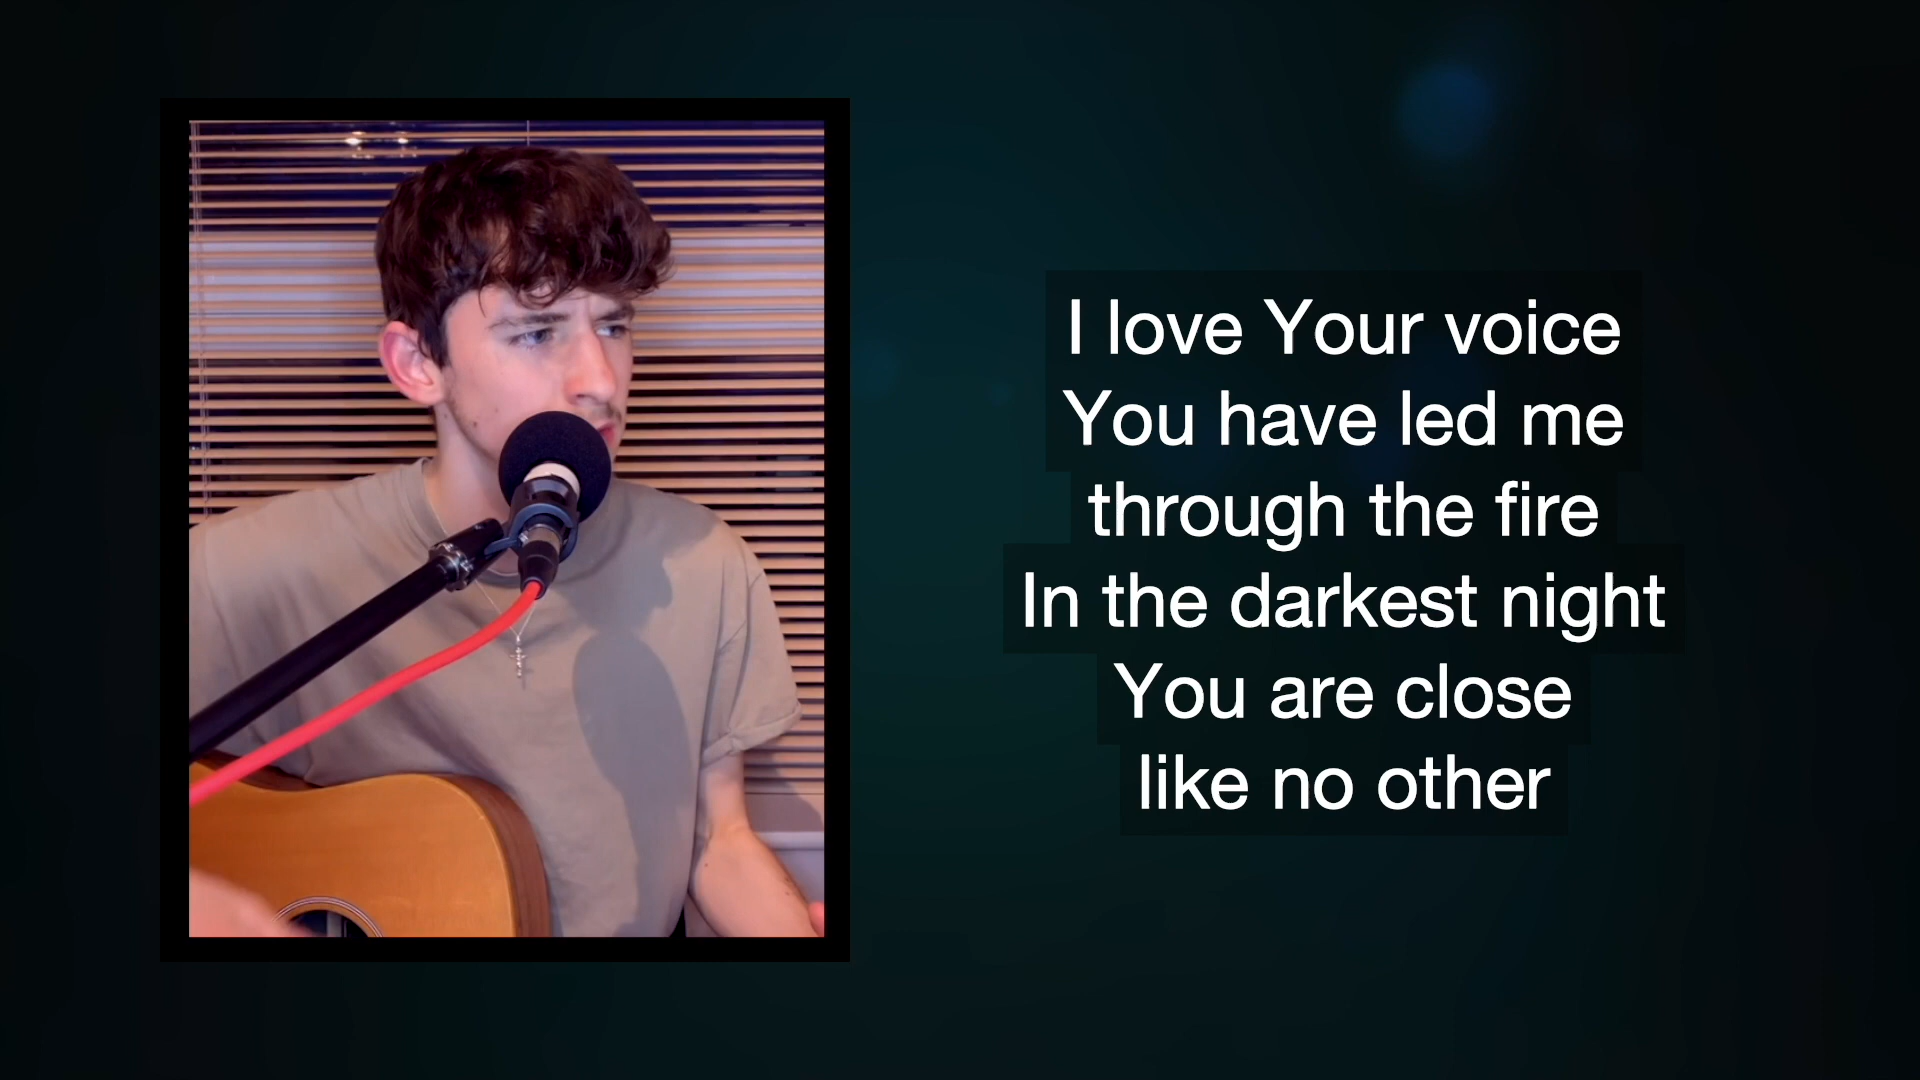 I love Your voice
You have led me
through the fire
In the darkest night
You are close
like no other